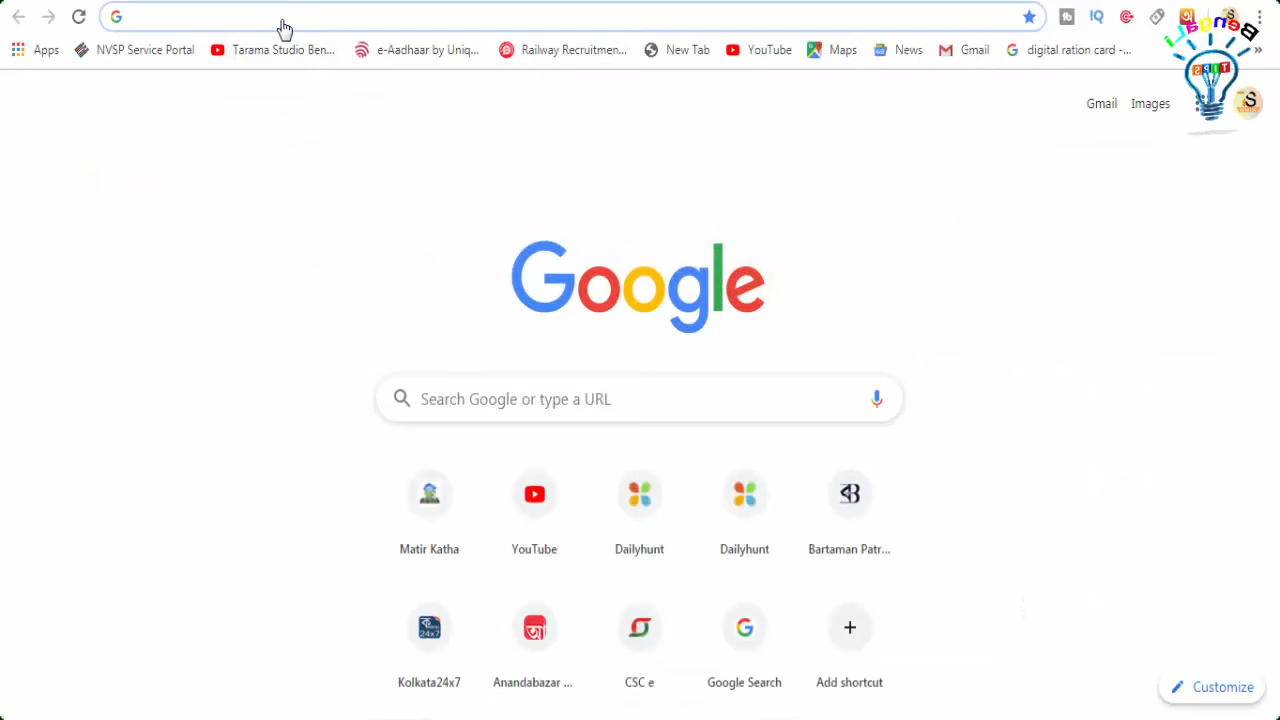 Apps NVSP Service Portal Tarama Studio Ben... e-Aadhaar by Uniq... Railway Recruitmen... New Tab YouTube Maps News Gmail digital ration card -... »
Bengali
TIPS
Gmail Images S
Google
Search Google or type a URL
Matir Katha YouTube Dailyhunt Dailyhunt Bartaman Patr...
Kolkata24x7 Anandabazar ... CSC e Google Search Add shortcut
Customize